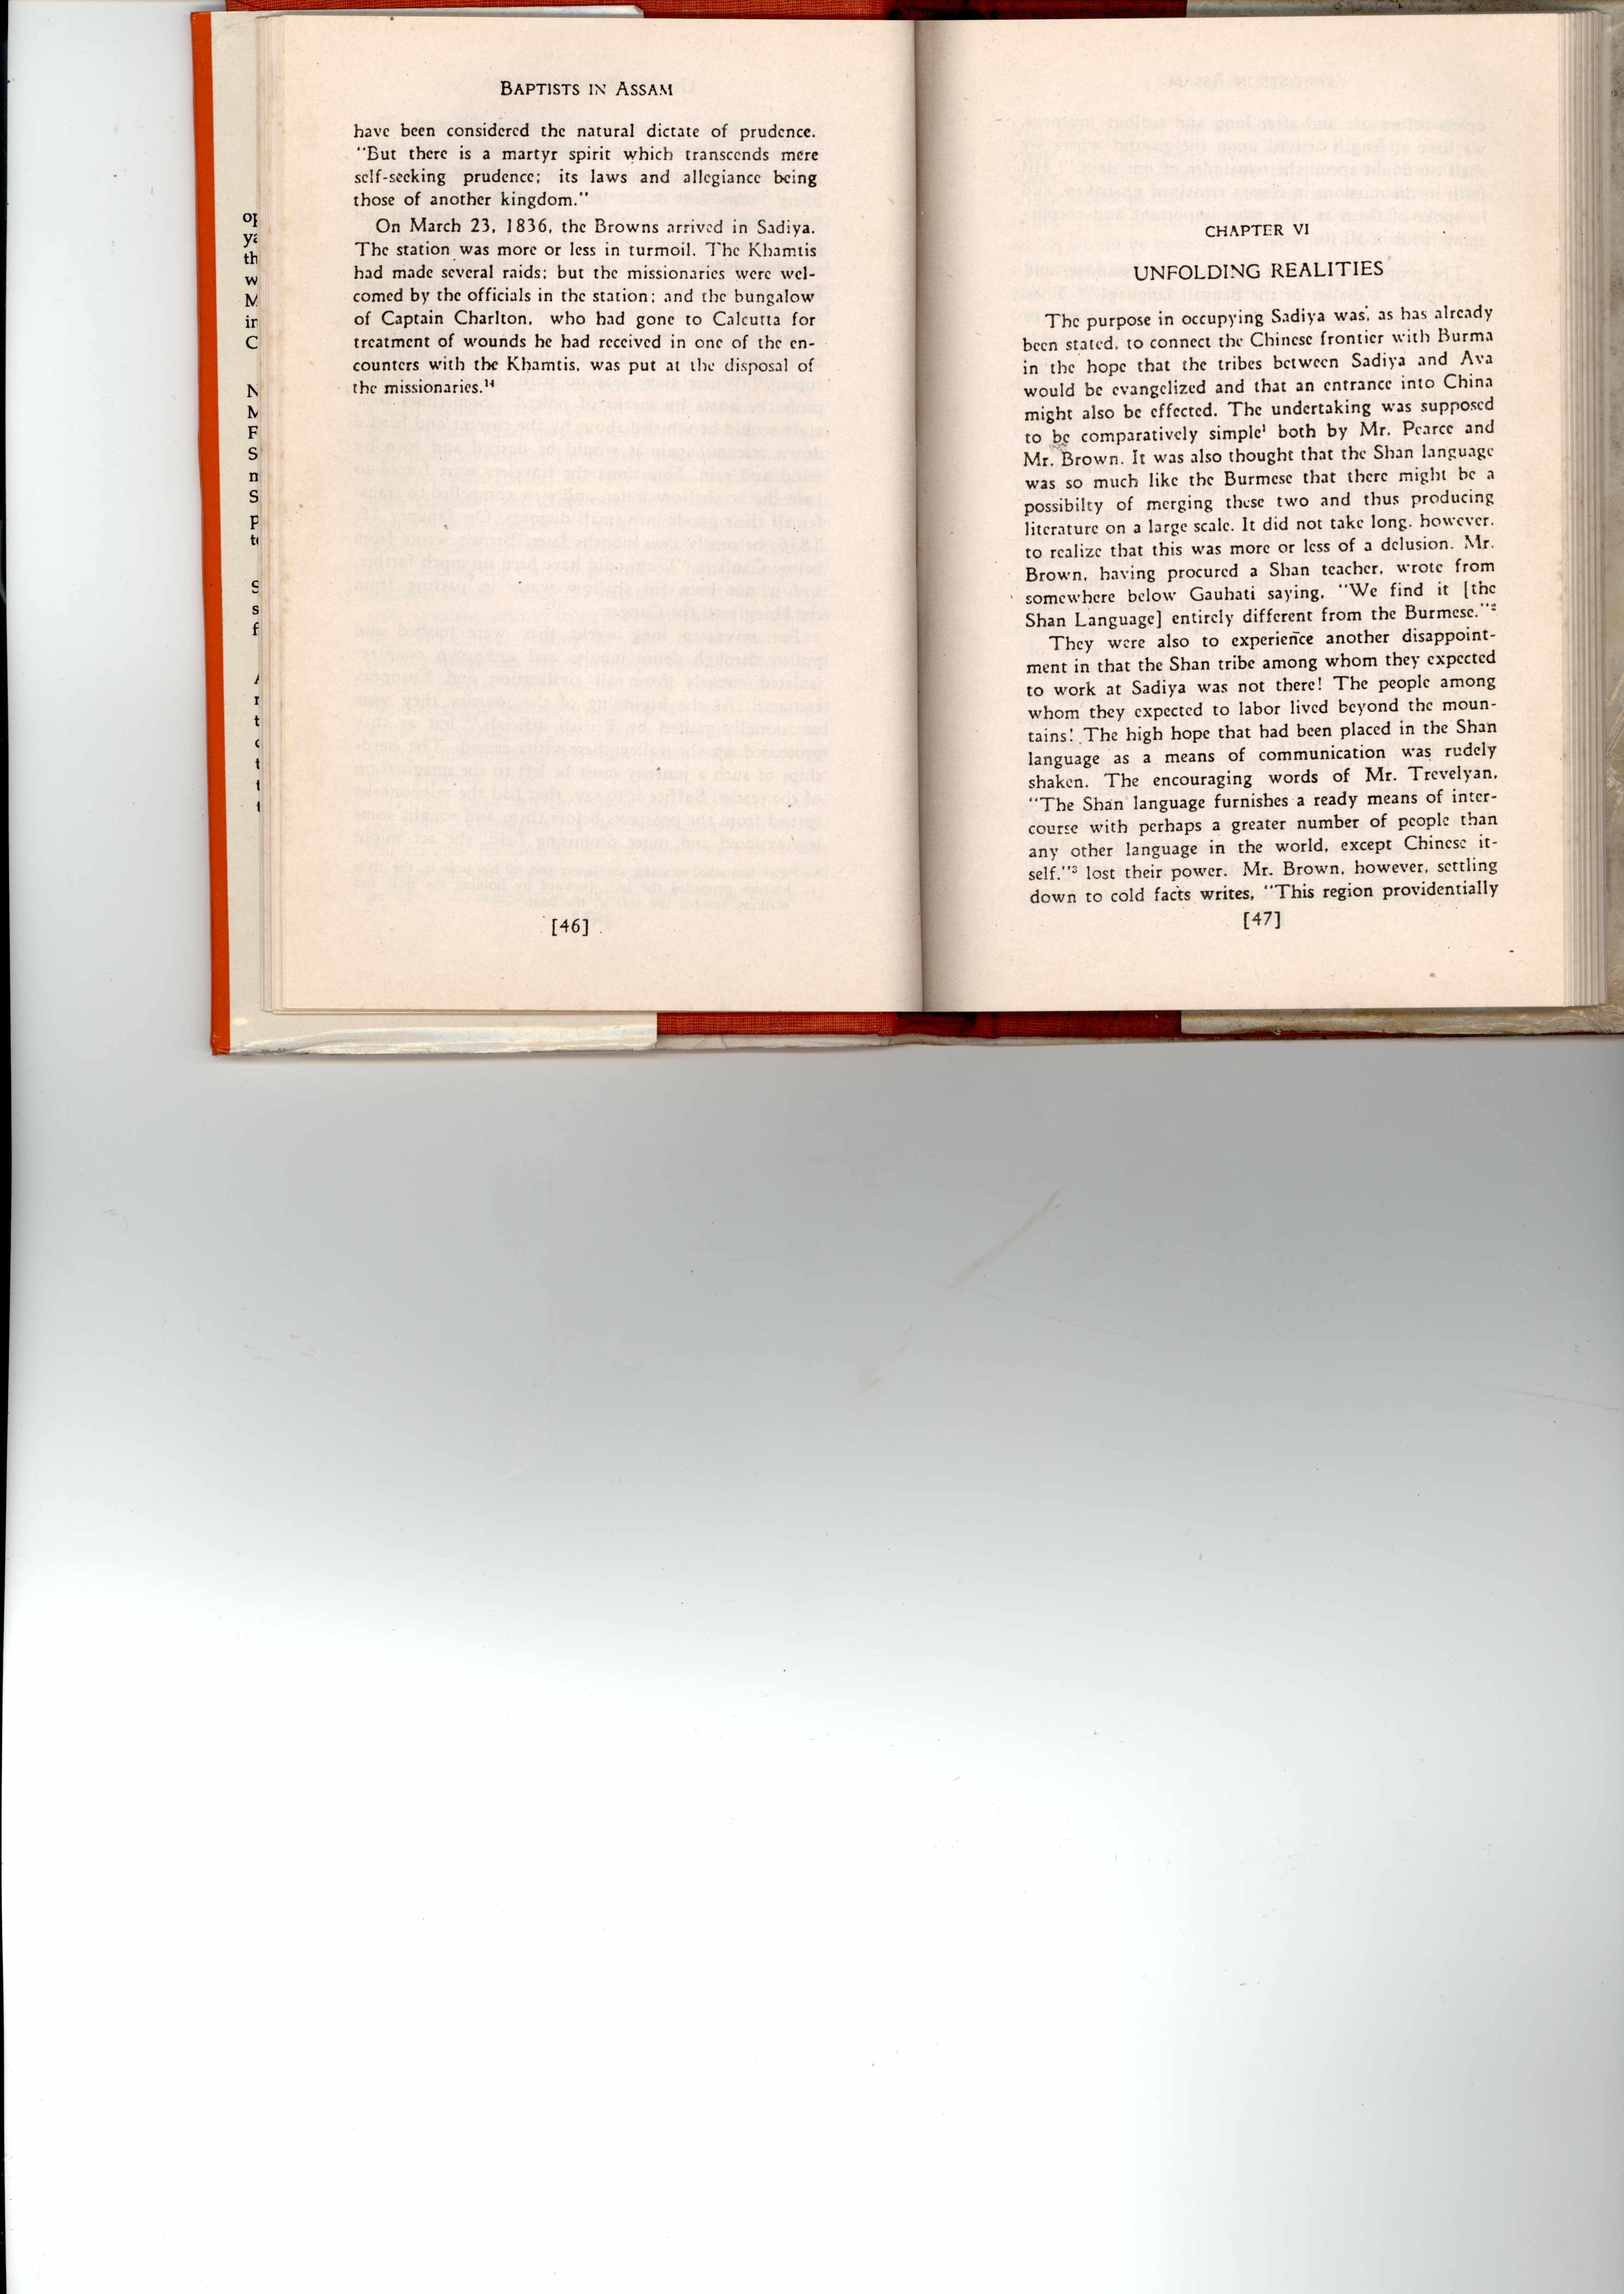 BAPTISTS IN ASSAM
have been considered the natural dictate of prudence.
"But there is a martyr spirit which transcends mere
self-seeking prudence; its laws and allegiance being
those of another kingdom."
On March 23, 1836, the Browns arrived in Sadiya.
The station was more or less in turmoil. The Khamtis
had made several raids; but the missionaries were wel-
comed by the officials in the station; and the bungalow
of Captain Charlton, who had gone to Calcutta for
treatment of wounds he had received in one of the en-
counters with the Khamtis, was put at the disposal of
the missionaries.¹⁴
[46]
CHAPTER VI
UNFOLDING REALITIES
The purpose in occupying Sadiya was, as has already
been stated, to connect the Chinese frontier with Burma
in the hope that the tribes between Sadiya and Ava
would be evangelized and that an entrance into China
might also be effected. The undertaking was supposed
to be comparatively simple¹ both by Mr. Pearce and
Mr. Brown. It was also thought that the Shan language
was so much like the Burmese that there might be a
possibilty of merging these two and thus producing
literature on a large scale. It did not take long, however,
to realize that this was more or less of a delusion. Mr.
Brown, having procured a Shan teacher, wrote from
somewhere below Gauhati saying, "We find it [the
Shan Language] entirely different from the Burmese."²
They were also to experience another disappoint-
ment in that the Shan tribe among whom they expected
to work at Sadiya was not there! The people among
whom they expected to labor lived beyond the moun-
tains! The high hope that had been placed in the Shan
language as a means of communication was rudely
shaken. The encouraging words of Mr. Trevelyan,
"The Shan language furnishes a ready means of inter-
course with perhaps a greater number of people than
any other language in the world, except Chinese it-
self."³ lost their power. Mr. Brown, however, settling
down to cold facts writes, "This region providentially
[47]